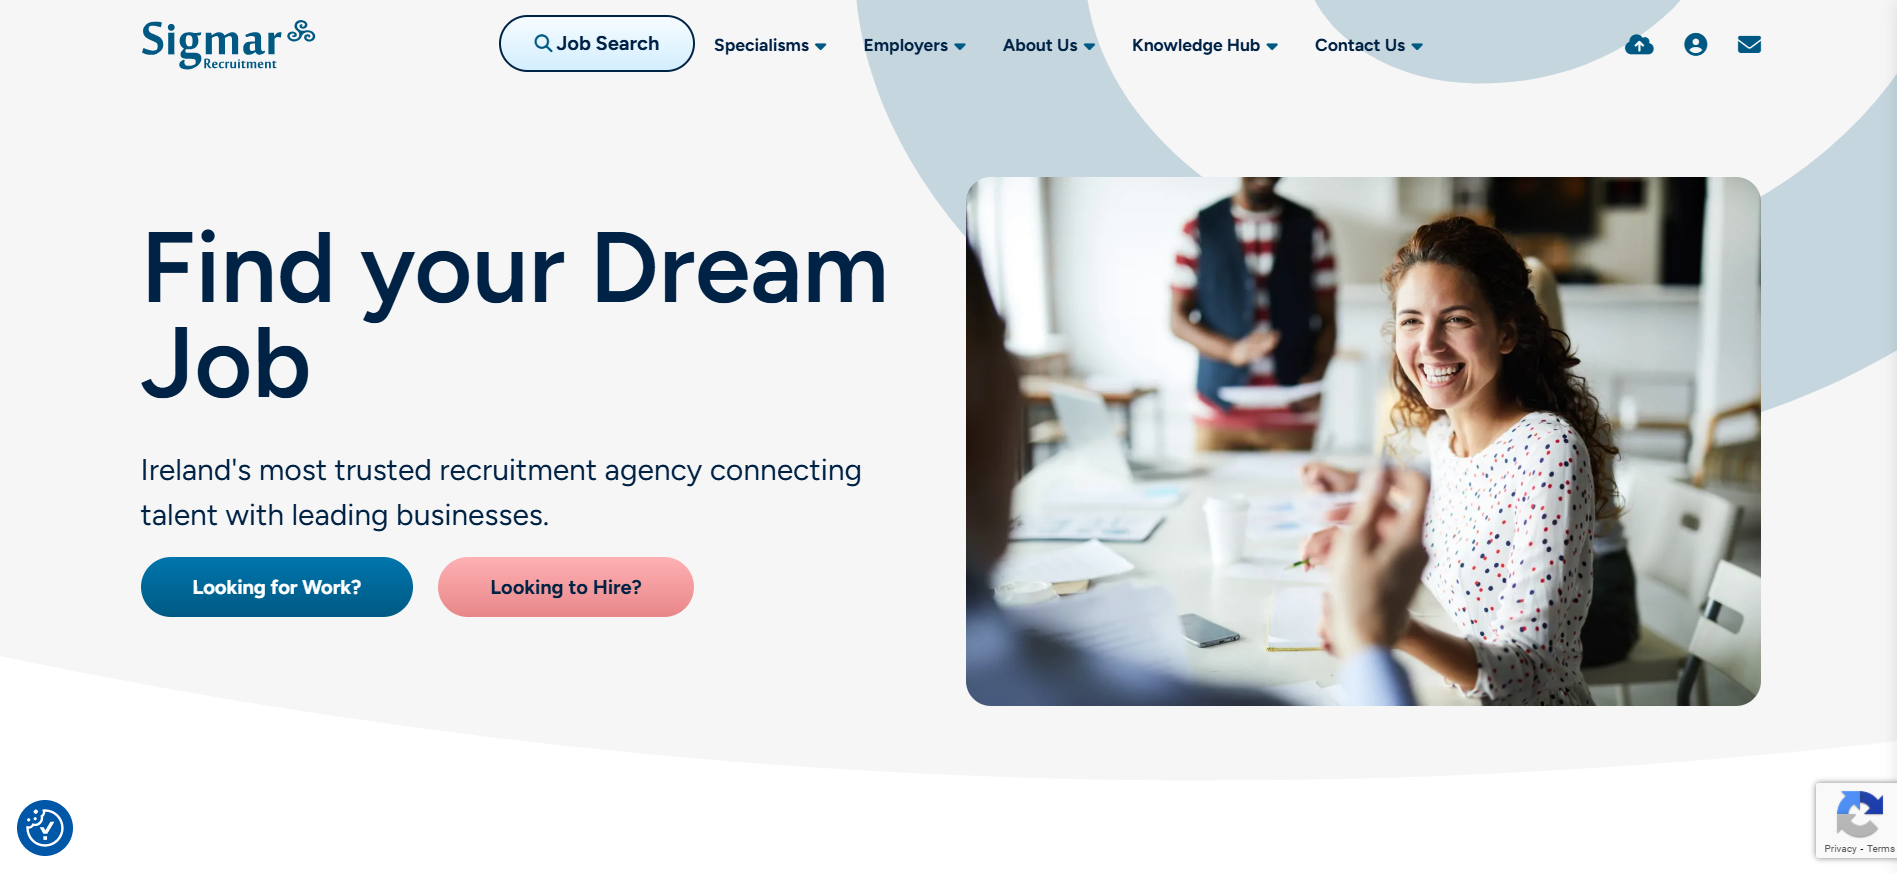 Sigmar
Recruitment
Job Search
Specialisms
Employers
About Us
Knowledge Hub
Contact Us
Find your Dream
Job
Ireland's most trusted recruitment agency connecting
talent with leading businesses.
Looking for Work?
Looking to Hire?
Privacy - Terms